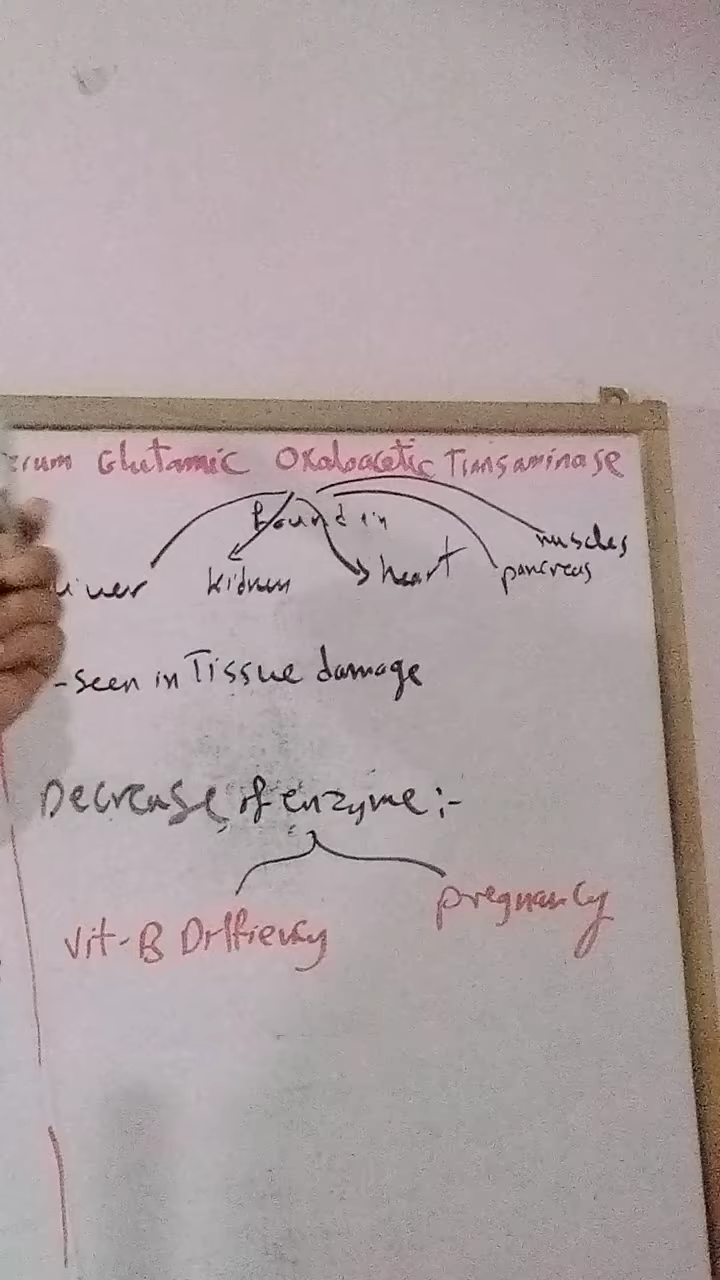 erum Glutamic Oxaloacetic Transaminase
found in
liver kidney heart pancreas muscles
- seen in Tissue damage
Decrease of enzyme :-
Vit-B pregnancy